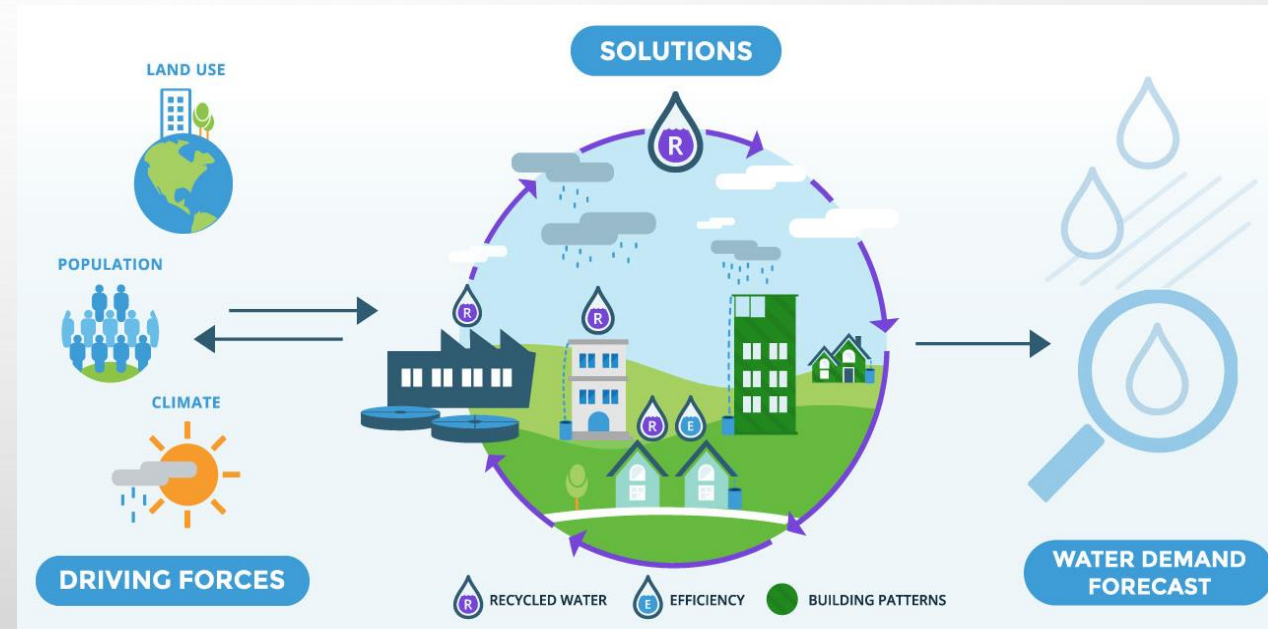 SOLUTIONS
LAND USE
R
POPULATION
R
R
CLIMATE
R
E
DRIVING FORCES
WATER DEMAND
FORECAST
R
RECYCLED WATER
E
EFFICIENCY
BUILDING PATTERNS